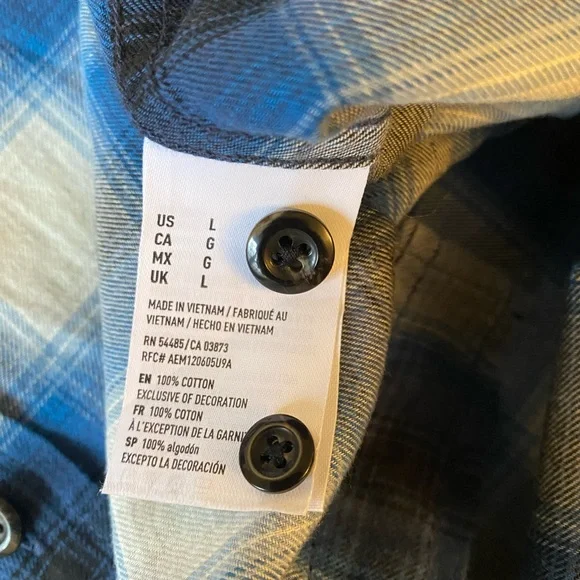 US L
CA G
MX G
UK L
MADE IN VIETNAM / FABRIQUÉ AU
VIETNAM / HECHO EN VIETNAM
RN 54485/CA 03873
RFC# AEM120605U9A
EN 100% COTTON
EXCLUSIVE OF DECORATION
FR 100% COTON
À L'EXCEPTION DE LA
SP 100% algodón
EXCEPTO LA DECORACIÓN